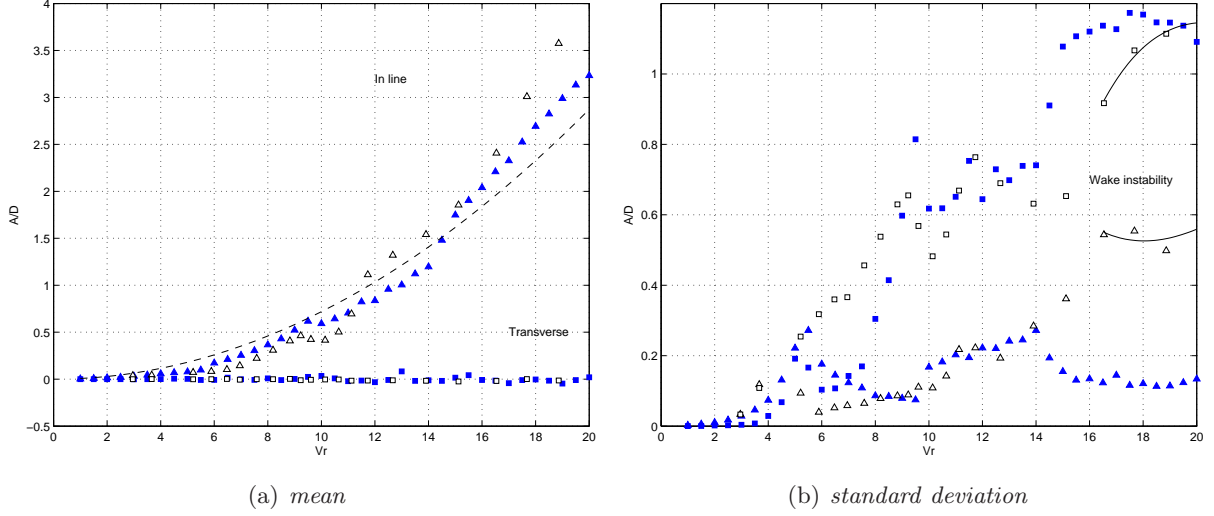 4
3.5
3
2.5
2
1.5
1
0.5
0
−0.5
A/D
In line
Transverse
0 2 4 6 8 10 12 14 16 18 20
Vr
(a) mean
1
0.8
0.6
0.4
0.2
0
A/D
Wake instability
0 2 4 6 8 10 12 14 16 18 20
Vr
(b) standard deviation